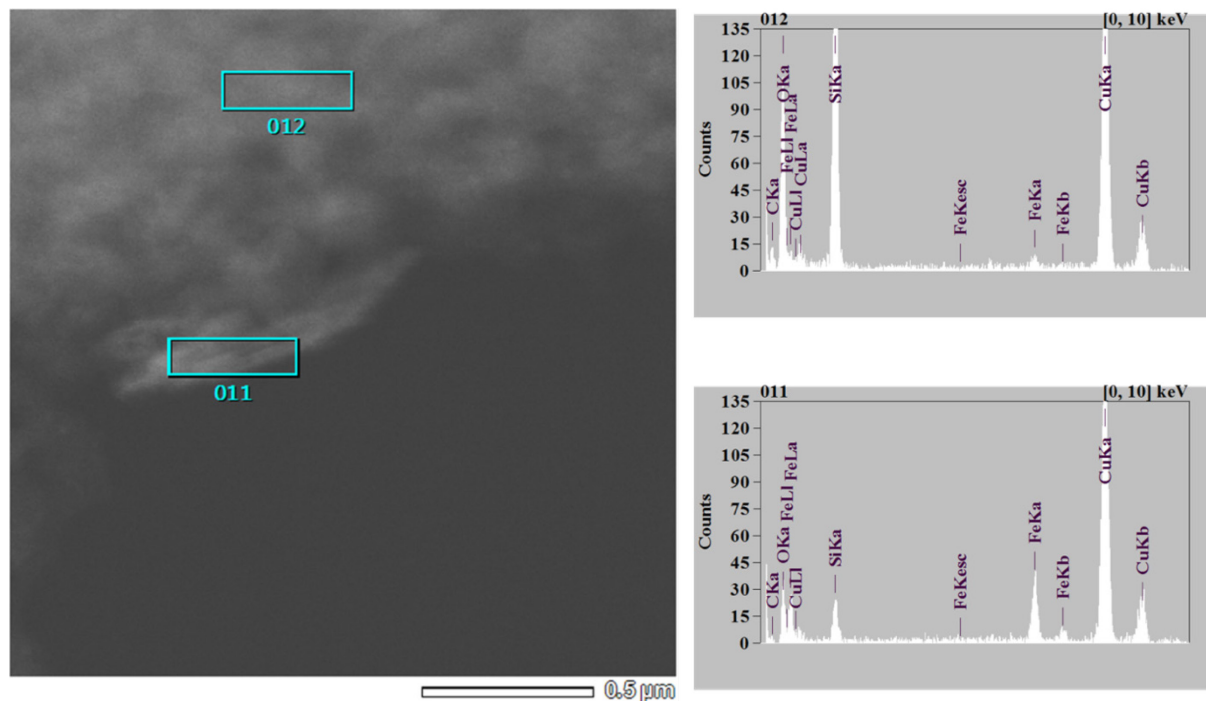 012
011
0.5 µm
012 [0, 10] keV
Counts
135
120
105
90
75
60
45
30
15
0
CKa
OKa
FeLl
FeLa
CuLl
CuLa
SiKa
FeKesc
FeKa
FeKb
CuKa
CuKb
011 [0, 10] keV
Counts
135
120
105
90
75
60
45
30
15
0
CKa
OKa
FeLl
FeLa
CuLl
SiKa
FeKesc
FeKa
FeKb
CuKa
CuKb